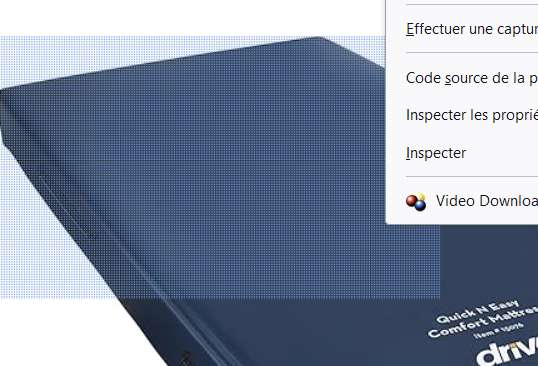 Effectuer une captur
Code source de la p
Inspecter les proprié
Inspecter
Video Downloa
Quick N Easy
Comfort Mattres
Item # 15076
drive